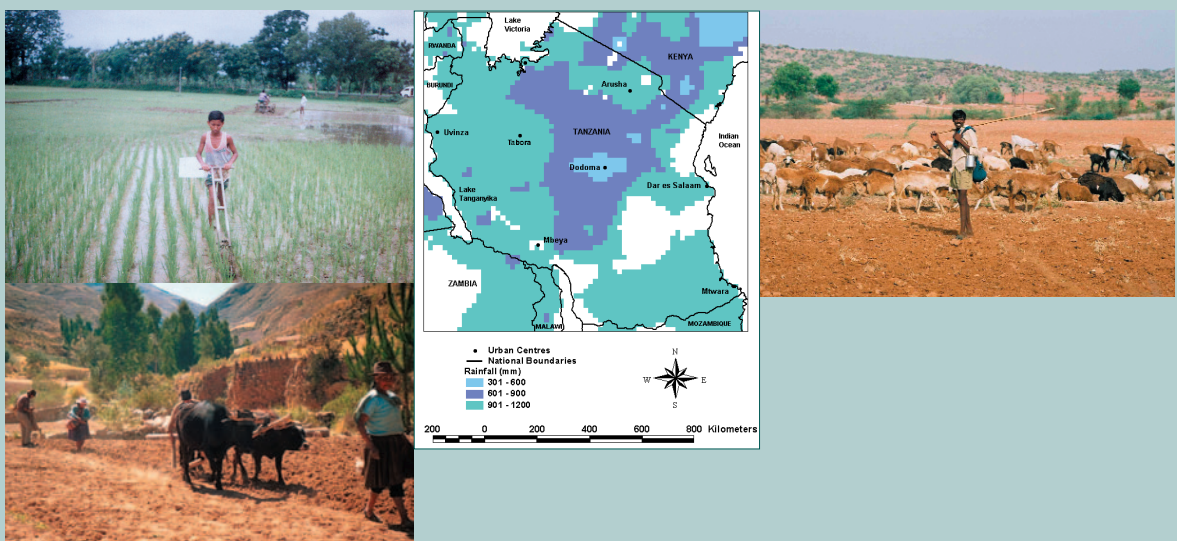 Lake
Victoria
RWANDA
KENYA
BURUNDI
Arusha
Uvinza
Tabora
TANZANIA
Indian
Ocean
Dodoma
Lake
Tanganyika
Dar es Salaam
Mbeya
ZAMBIA
Mtwara
MALAWI
MOZAMBIQUE
Urban Centres
National Boundaries
Rainfall (mm)
301 - 600
601 - 900
901 - 1200
N
W E
S
200 0 200 400 600 800 Kilometers